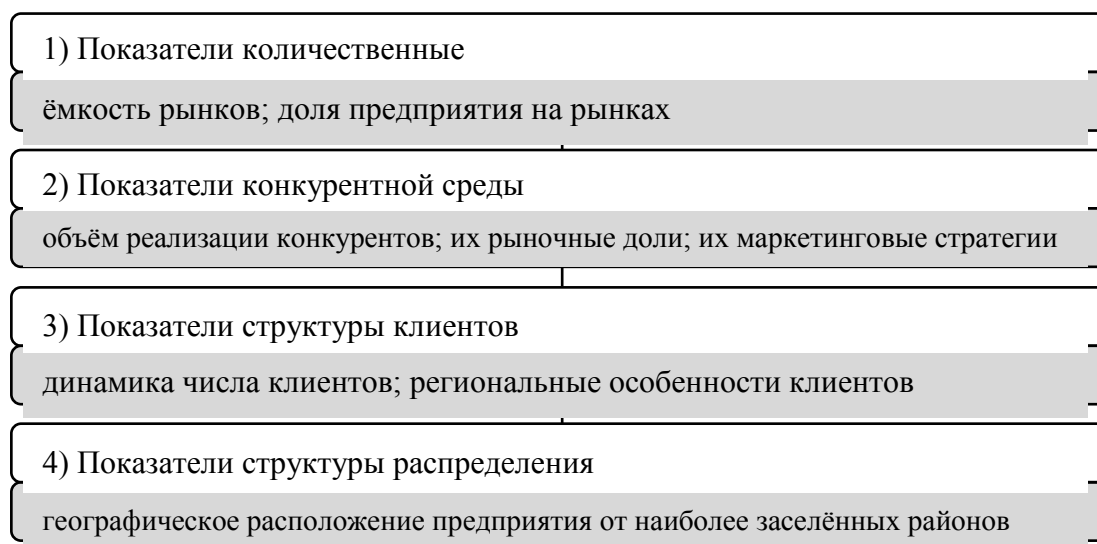 1) Показатели количественные
ёмкость рынков; доля предприятия на рынках
2) Показатели конкурентной среды
объём реализации конкурентов; их рыночные доли; их маркетинговые стратегии
3) Показатели структуры клиентов
динамика числа клиентов; региональные особенности клиентов
4) Показатели структуры распределения
географическое расположение предприятия от наиболее заселённых районов